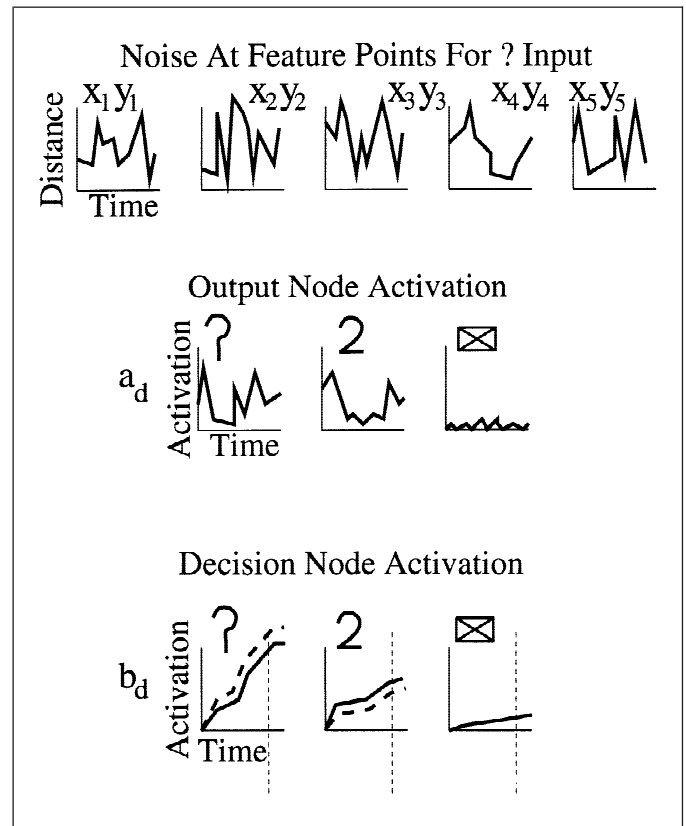 Noise At Feature Points For ? Input
x1y1 x2y2 x3y3 x4y4 x5y5
Distance
Time
Output Node Activation
? 2
ad
Activation
Time
Decision Node Activation
? 2
bd
Activation
Time